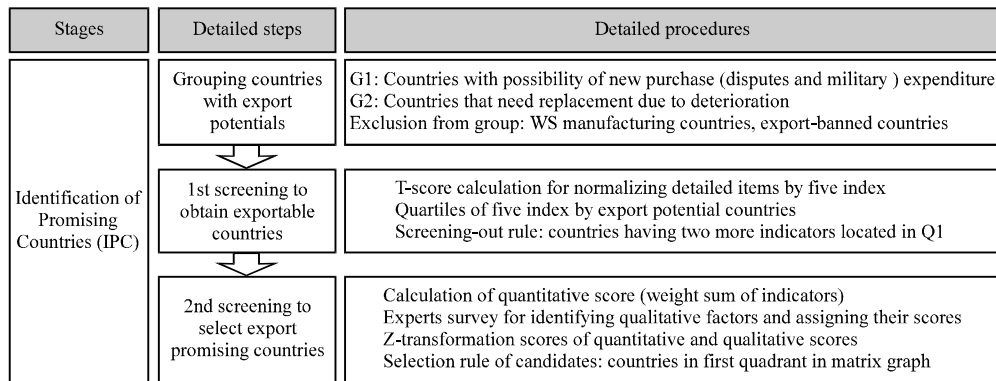 Stages
Detailed steps
Detailed procedures
Identification of
Promising
Countries (IPC)
Grouping countries
with export
potentials
G1: Countries with possibility of new purchase (disputes and military ) expenditure
G2: Countries that need replacement due to deterioration
Exclusion from group: WS manufacturing countries, export-banned countries
1st screening to
obtain exportable
countries
T-score calculation for normalizing detailed items by five index
Quartiles of five index by export potential countries
Screening-out rule: countries having two more indicators located in Q1
2nd screening to
select export
promising countries
Calculation of quantitative score (weight sum of indicators)
Experts survey for identifying qualitative factors and assigning their scores
Z-transformation scores of quantitative and qualitative scores
Selection rule of candidates: countries in first quadrant in matrix graph